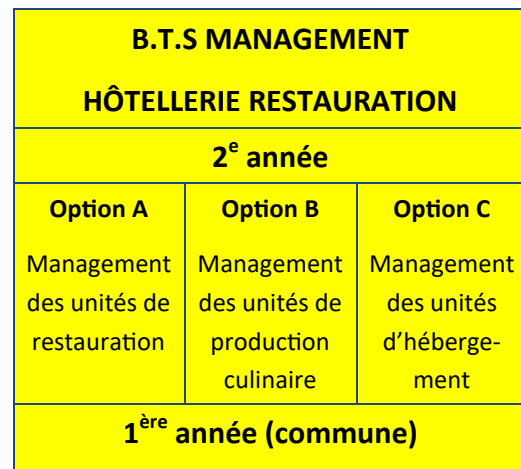 B.T.S MANAGEMENT
HÔTELLERIE RESTAURATION
2e année
Option A
Management
des unités de
restauration
Option B
Management
des unités de
production
culinaire
Option C
Management
des unités
d’héberge-
ment
1ère année (commune)